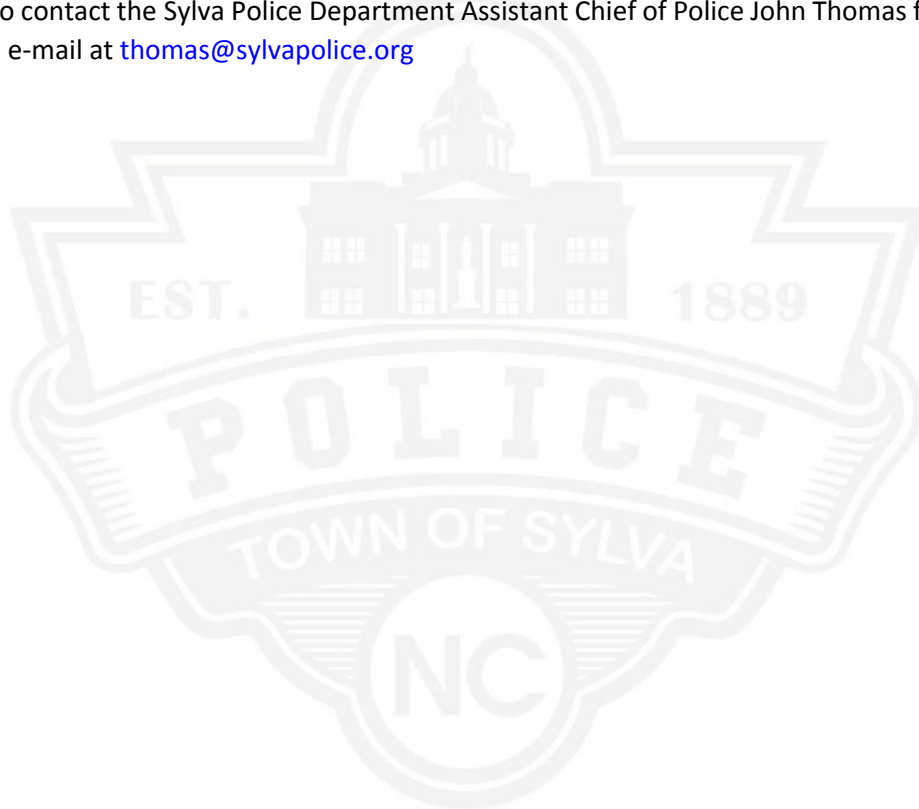 o contact the Sylva Police Department Assistant Chief of Police John Thomas f
e-mail at thomas@sylvapolice.org
EST. 1889
POLICE
TOWN OF SYLVA
NC